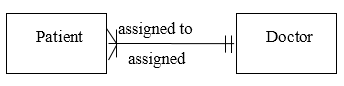 Patient
assigned to
assigned
Doctor